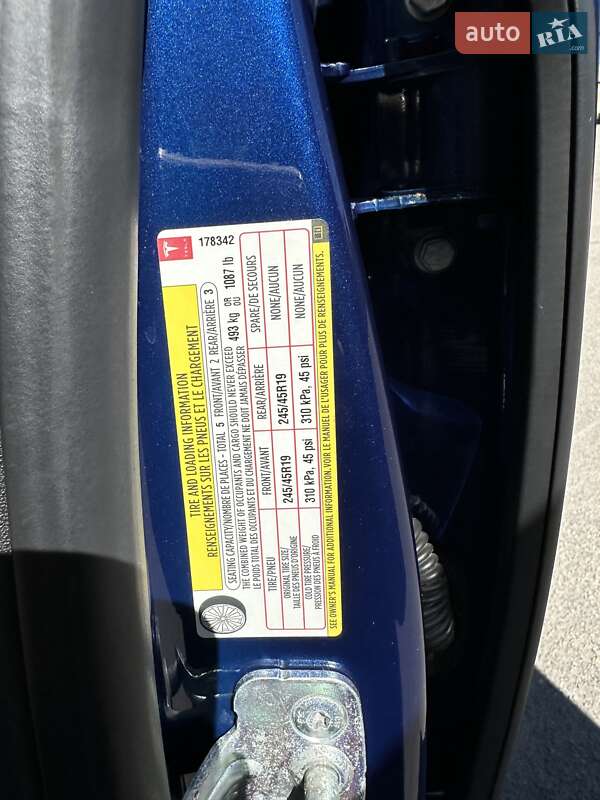 auto RIA .com
TESLA
178342
TIRE AND LOADING INFORMATION
RENSEIGNEMENTS SUR LES PNEUS ET LE CHARGEMENT
SEATING CAPACITY/NOMBRE DE PLACES - TOTAL 5 FRONT/AVANT 2 REAR/ARRIÈRE 3
THE COMBINED WEIGHT OF OCCUPANTS AND CARGO SHOULD NEVER EXCEED
LE POIDS TOTAL DES OCCUPANTS ET DU CHARGEMENT NE DOIT JAMAIS DÉPASSER
493 kg OR OU 1087 lb
TIRE/PNEU FRONT/AVANT REAR/ARRIÈRE SPARE/DE SECOURS
ORIGINAL TIRE SIZE/
TAILLE DES PNEUS D'ORIGINE
245/45R19 245/45R19 NONE/AUCUN
COLD TIRE PRESSURE/
PRESSION DES PNEUS À FROID
310 kPa, 45 psi 310 kPa, 45 psi NONE/AUCUN
SEE OWNER'S MANUAL FOR ADDITIONAL INFORMATION. VOIR LE MANUEL DE L'USAGER POUR PLUS DE RENSEIGNEMENTS.